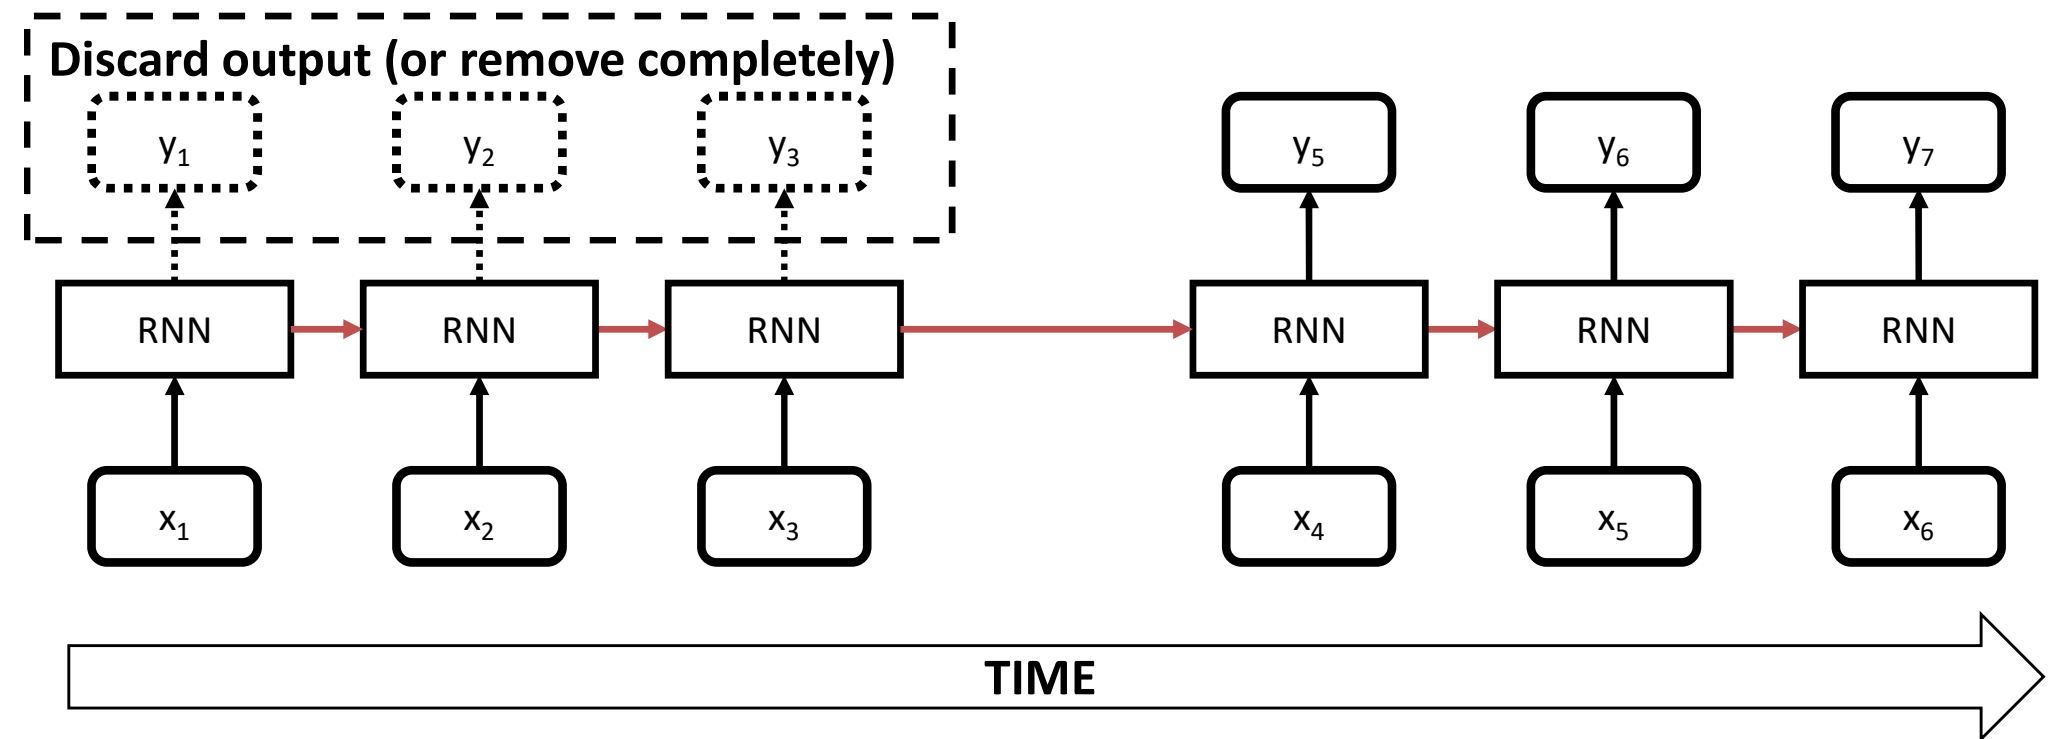 Discard output (or remove completely)
y₁ y₂ y₃ y₅ y₆ y₇
RNN RNN RNN RNN RNN RNN
x₁ x₂ x₃ x₄ x₅ x₆
TIME